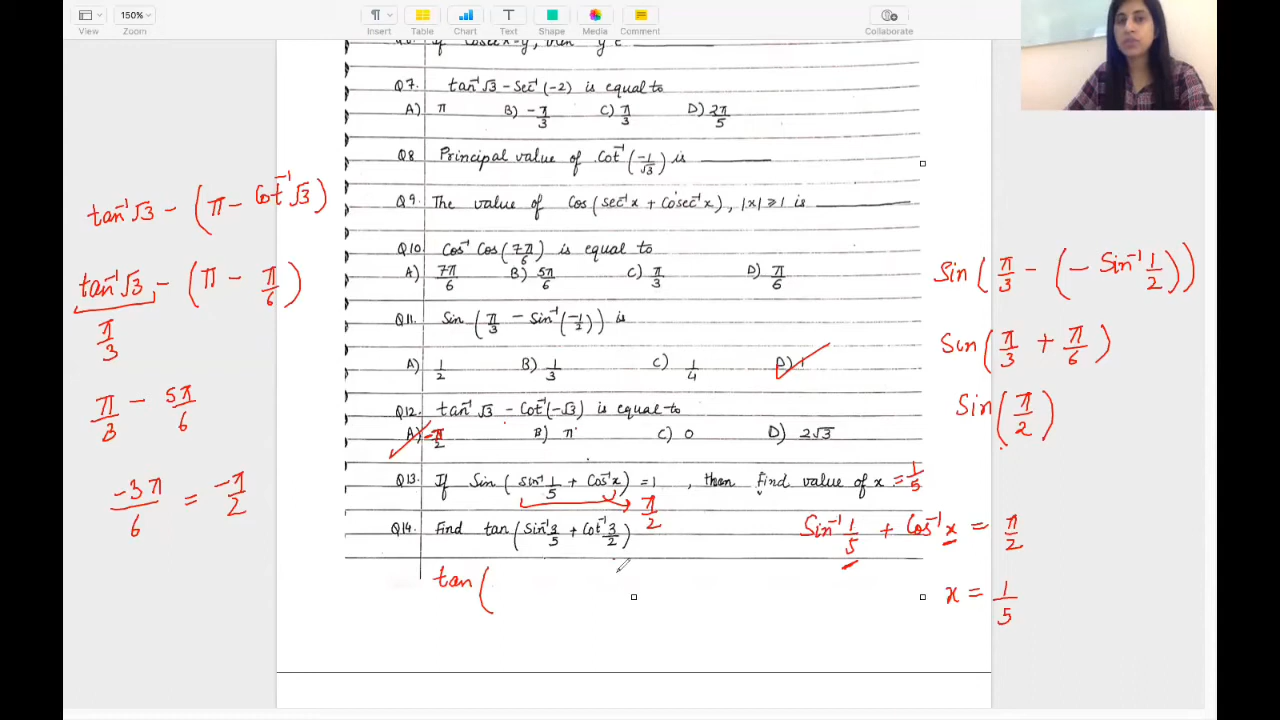 View
150%
Zoom
Insert
Table
Chart
Text
Shape
Media
Comment
Collaborate
Q7. tan⁻¹√3 - Sec⁻¹(-2) is equal to
A) π B) -π/3 C) π/3 D) 2π/5
Q8 Principal value of Cot⁻¹(-1/√3) is ______
Q9. The value of Cos(sec⁻¹x + Cosec⁻¹x), |x| ≥ 1 is ______
Q10 Cos⁻¹ Cos(7π/6) is equal to
A) 7π/6 B) 5π/6 C) π/3 D) π/6
Q11. Sin(π/3 - Sin⁻¹(-1/2)) is
A) 1/2 B) 1/3 C) 1/4 D) 1
Q12. tan⁻¹√3 - Cot⁻¹(-√3) is equal to
A) -π/2 B) π C) 0 D) 2√3
Q13. If Sin(sin⁻¹ 1/5 + Cos⁻¹x) = 1, then find value of x = 1/5
π/2
Q14. Find tan(Sin⁻¹ 3/5 + Cot⁻¹ 3/2)
tan(
tan⁻¹√3 - (π - Cot⁻¹√3)
tan⁻¹√3 - (π - π/6)
π/3
π/3 - 5π/6
-3π/6 = -π/2
Sin(π/3 - (-Sin⁻¹ 1/2))
Sin(π/3 + π/6)
Sin(π/2)
Sin⁻¹ 1/5 + Cos⁻¹ x = π/2
x = 1/5